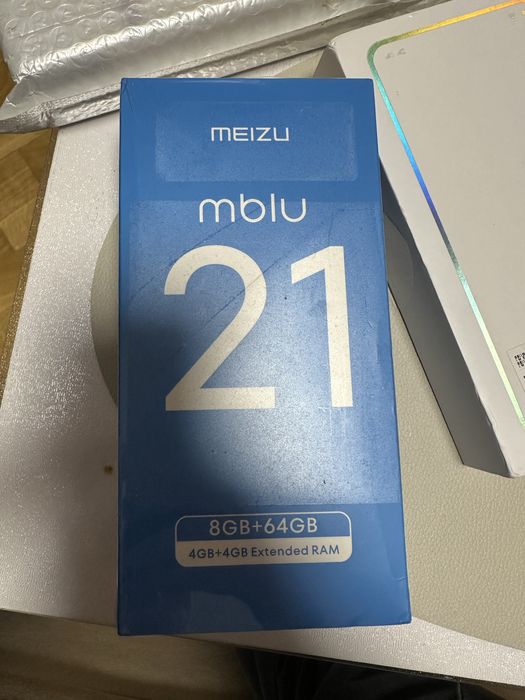 MEIZU
mblu
21
8GB+64GB
4GB+4GB Extended RAM